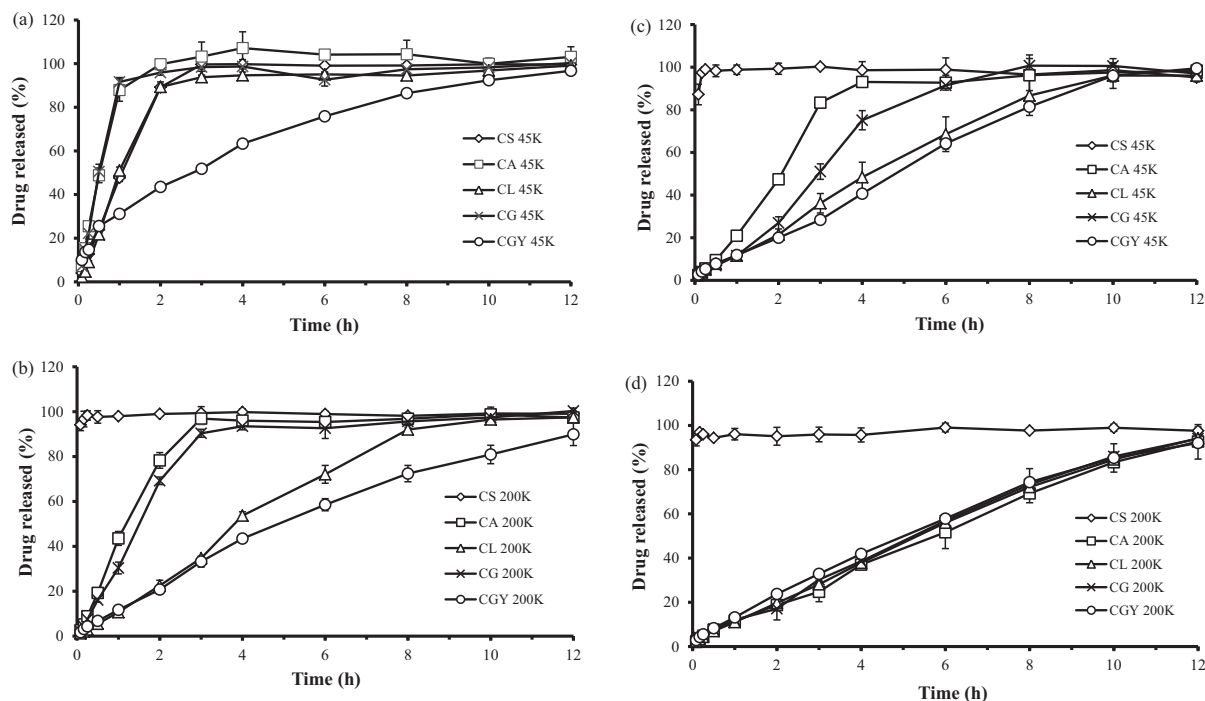 (a)
120
100
80
60
40
20
0
Drug released (%)
0 2 4 6 8 10 12
Time (h)
CS 45K
CA 45K
CL 45K
CG 45K
CGY 45K
(c)
120
100
80
60
40
20
0
Drug released (%)
0 2 4 6 8 10 12
Time (h)
CS 45K
CA 45K
CL 45K
CG 45K
CGY 45K
(b)
120
100
80
60
40
20
0
Drug released (%)
0 2 4 6 8 10 12
Time (h)
CS 200K
CA 200K
CL 200K
CG 200K
CGY 200K
(d)
120
100
80
60
40
20
0
Drug released (%)
0 2 4 6 8 10 12
Time (h)
CS 200K
CA 200K
CL 200K
CG 200K
CGY 200K